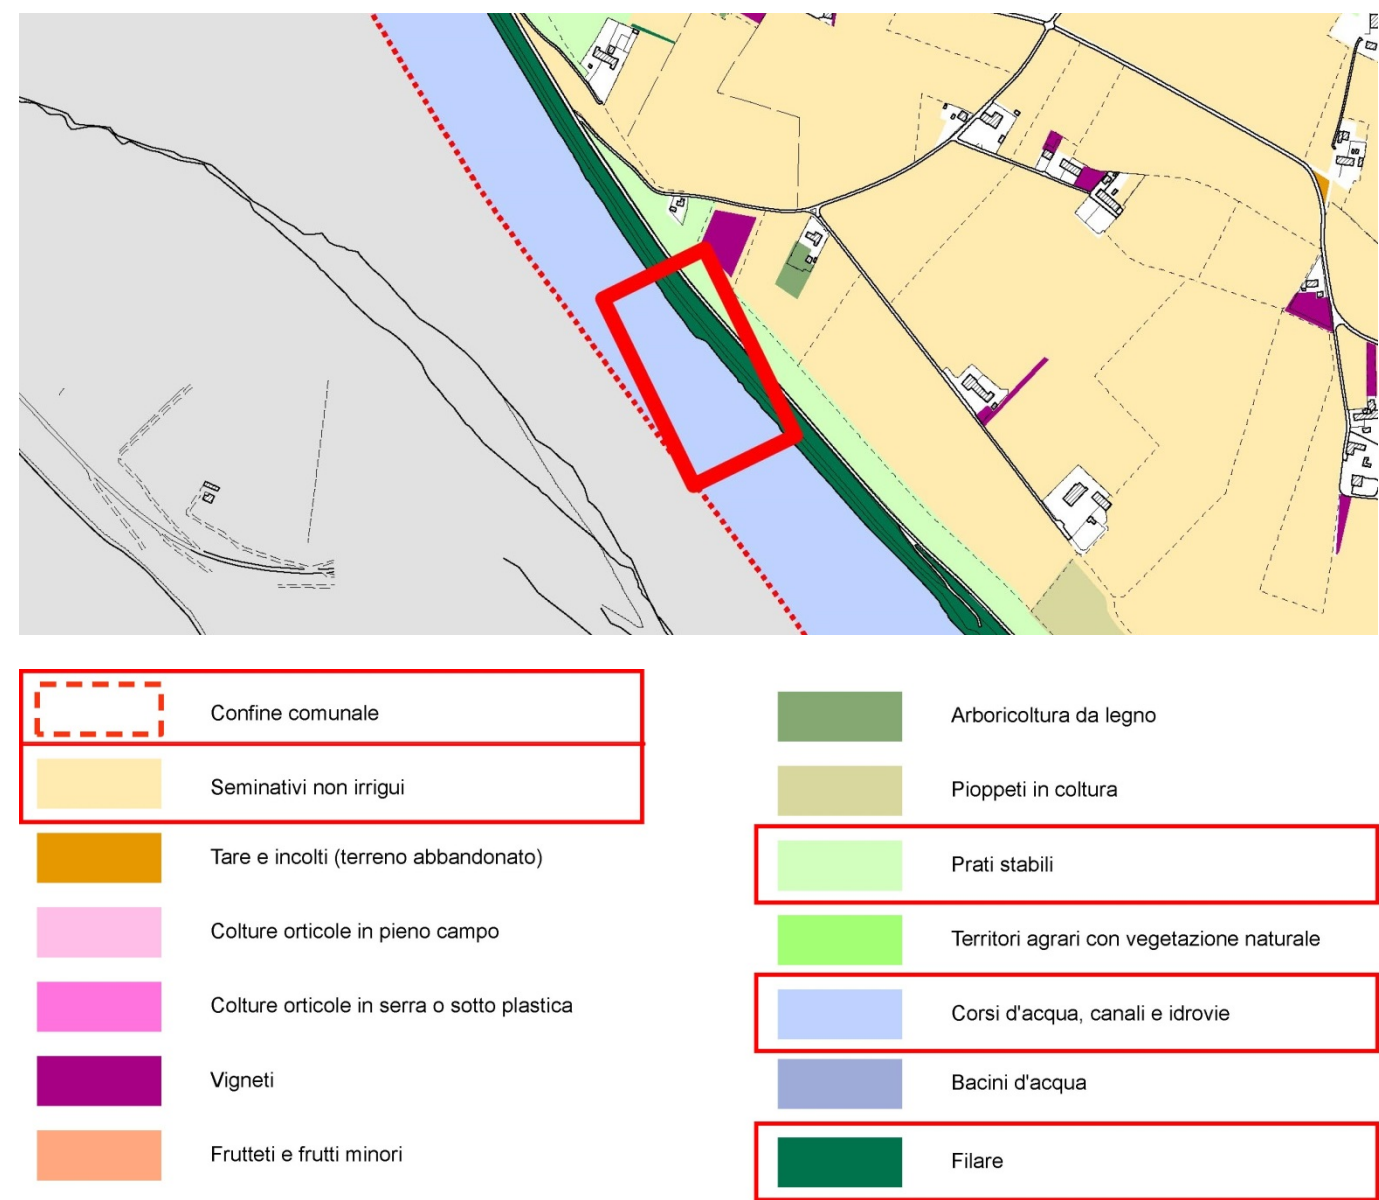 Confine comunale
Seminativi non irrigui
Tare e incolti (terreno abbandonato)
Colture orticole in pieno campo
Colture orticole in serra o sotto plastica
Vigneti
Frutteti e frutti minori
Arboricoltura da legno
Pioppeti in coltura
Prati stabili
Territori agrari con vegetazione naturale
Corsi d'acqua, canali e idrovie
Bacini d'acqua
Filare